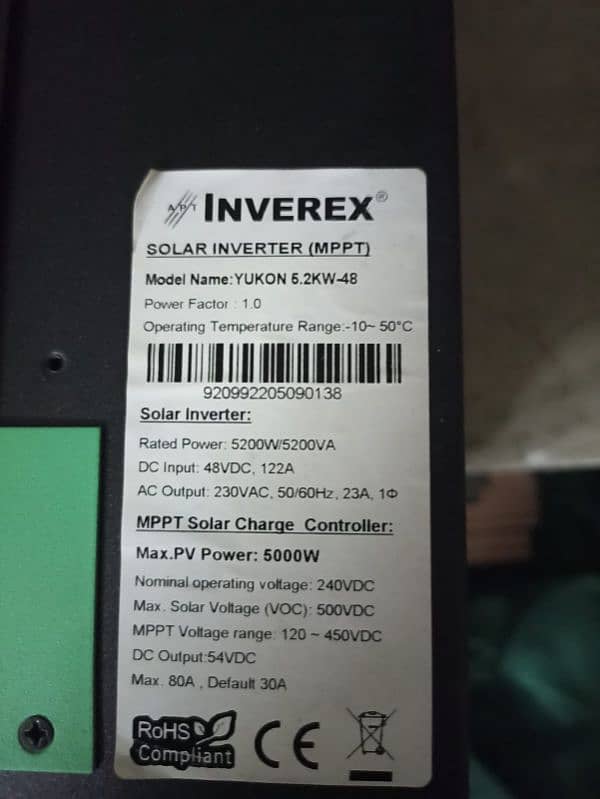 APT INVEREX®
SOLAR INVERTER (MPPT)
Model Name:YUKON 5.2KW-48
Power Factor : 1.0
Operating Temperature Range:-10~ 50°C
920992205090138
Solar Inverter:
Rated Power: 5200W/5200VA
DC Input: 48VDC, 122A
AC Output: 230VAC, 50/60Hz, 23A, 1Φ
MPPT Solar Charge Controller:
Max.PV Power: 5000W
Nominal operating voltage: 240VDC
Max. Solar Voltage (VOC): 500VDC
MPPT Voltage range: 120 ~ 450VDC
DC Output:54VDC
Max. 80A , Default 30A
RoHS
Compliant
CE